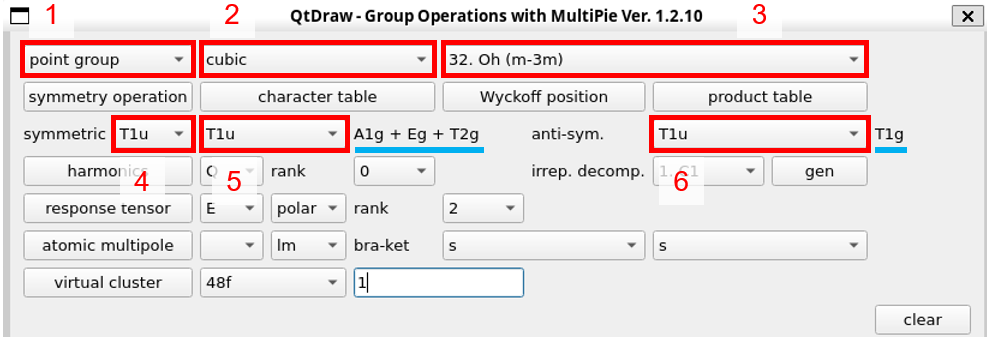 QtDraw - Group Operations with MultiPie Ver. 1.2.10
1 2 3
point group cubic 32. Oh (m-3m)
symmetry operation character table Wyckoff position product table
symmetric T1u T1u A1g + Eg + T2g anti-sym. T1u T1g
harmonics Q rank 0 irrep. decomp. 1. C1 gen
4 5 6
response tensor E polar rank 2
atomic multipole lm bra-ket s s
virtual cluster 48f 1
clear